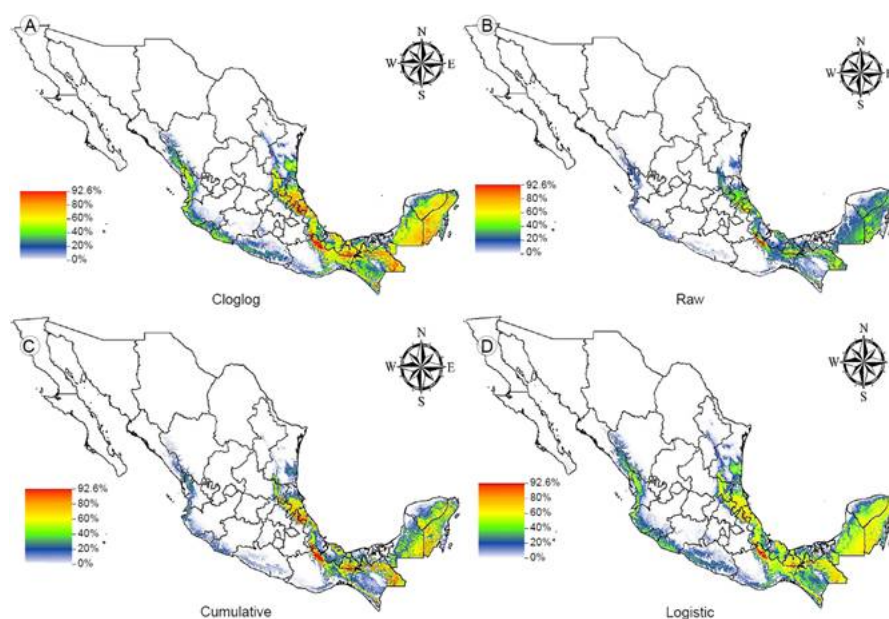 A
N
W E
S
92.6%
80%
60%
40%
20%
0%
Cloglog
B
N
W E
S
92.6%
80%
60%
40%
20%
0%
Raw
C
N
W E
S
92.6%
80%
60%
40%
20%
0%
Cumulative
D
N
W E
S
92.6%
80%
60%
40%
20%
0%
Logistic